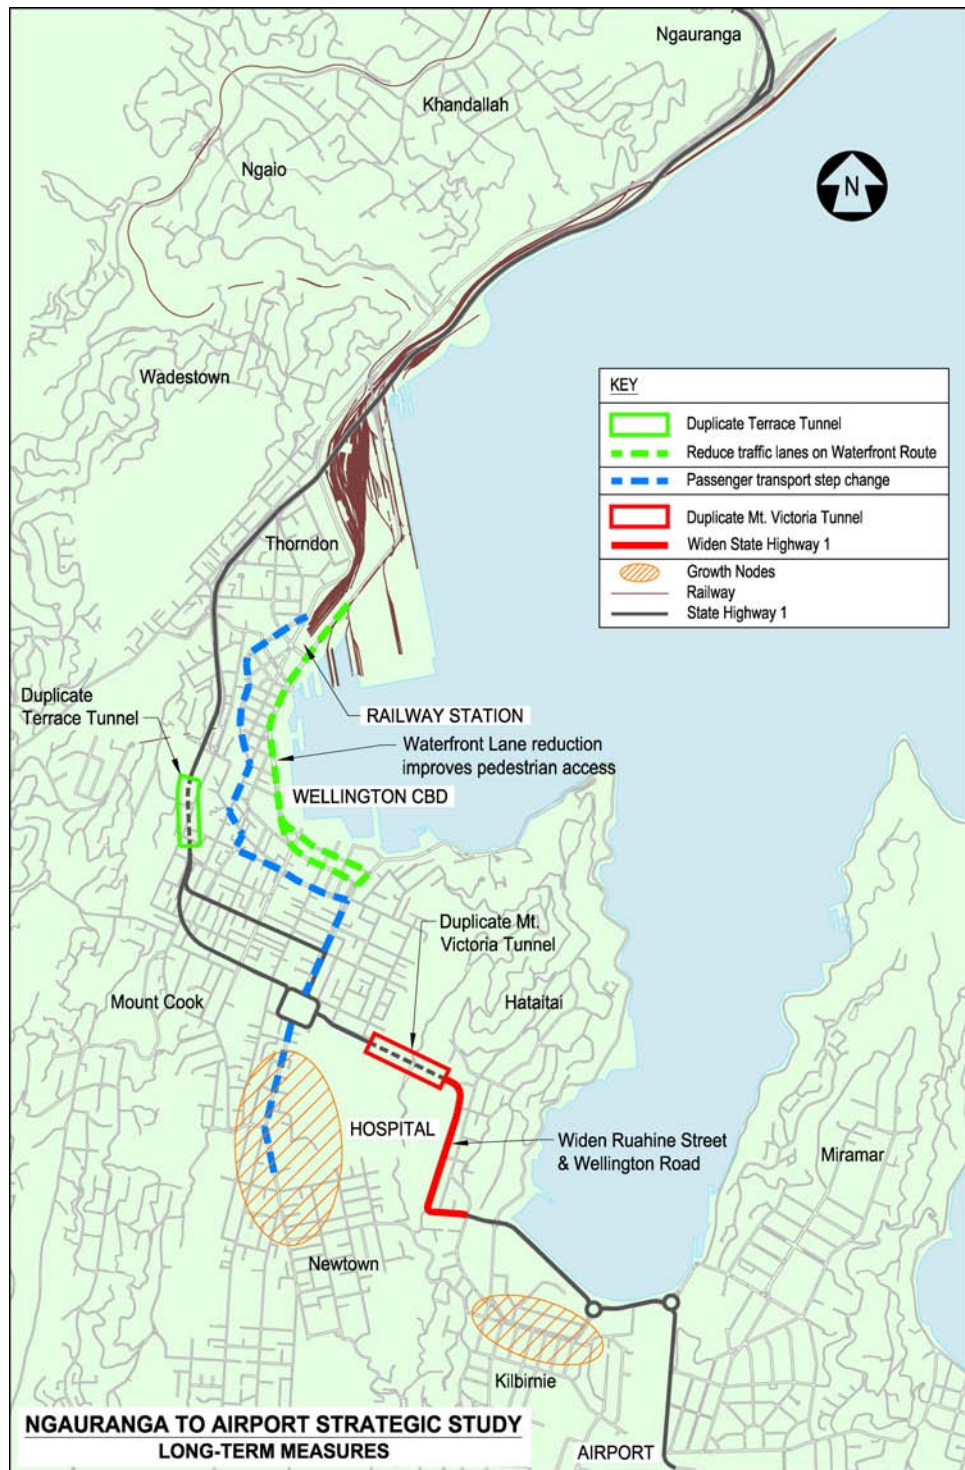 Ngauranga
Khandallah
Ngaio
N
Wadestown
KEY
Duplicate Terrace Tunnel
Reduce traffic lanes on Waterfront Route
Passenger transport step change
Duplicate Mt. Victoria Tunnel
Widen State Highway 1
Growth Nodes
Railway
State Highway 1
Thorndon
Duplicate
Terrace Tunnel
RAILWAY STATION
Waterfront Lane reduction
improves pedestrian access
WELLINGTON CBD
Duplicate Mt.
Victoria Tunnel
Mount Cook
Hataitai
HOSPITAL
Widen Ruahine Street
& Wellington Road
Miramar
Newtown
Kilbirnie
NGAURANGA TO AIRPORT STRATEGIC STUDY
LONG-TERM MEASURES
AIRPORT